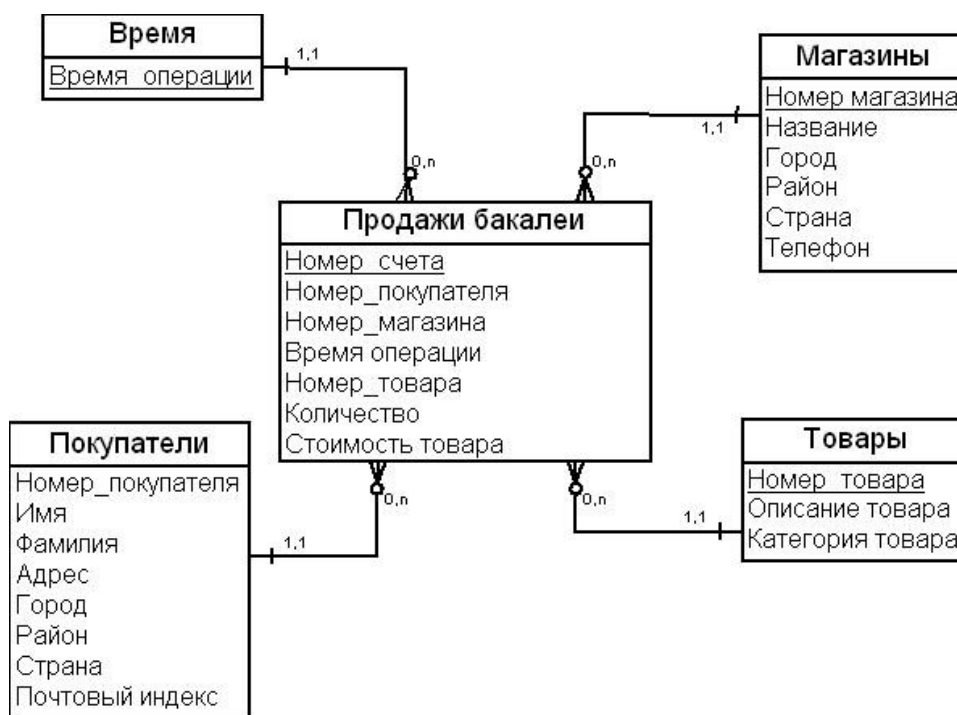 Время
Время_операции
1,1
0,n
Магазины
Номер магазина
Название
Город
Район
Страна
Телефон
1,1
0,n
Продажи бакалеи
Номер_счета
Номер_покупателя
Номер_магазина
Время операции
Номер_товара
Количество
Стоимость товара
Покупатели
Номер_покупателя
Имя
Фамилия
Адрес
Город
Район
Страна
Почтовый индекс
1,1
0,n
Товары
Номер_товара
Описание товара
Категория товара
1,1
0,n